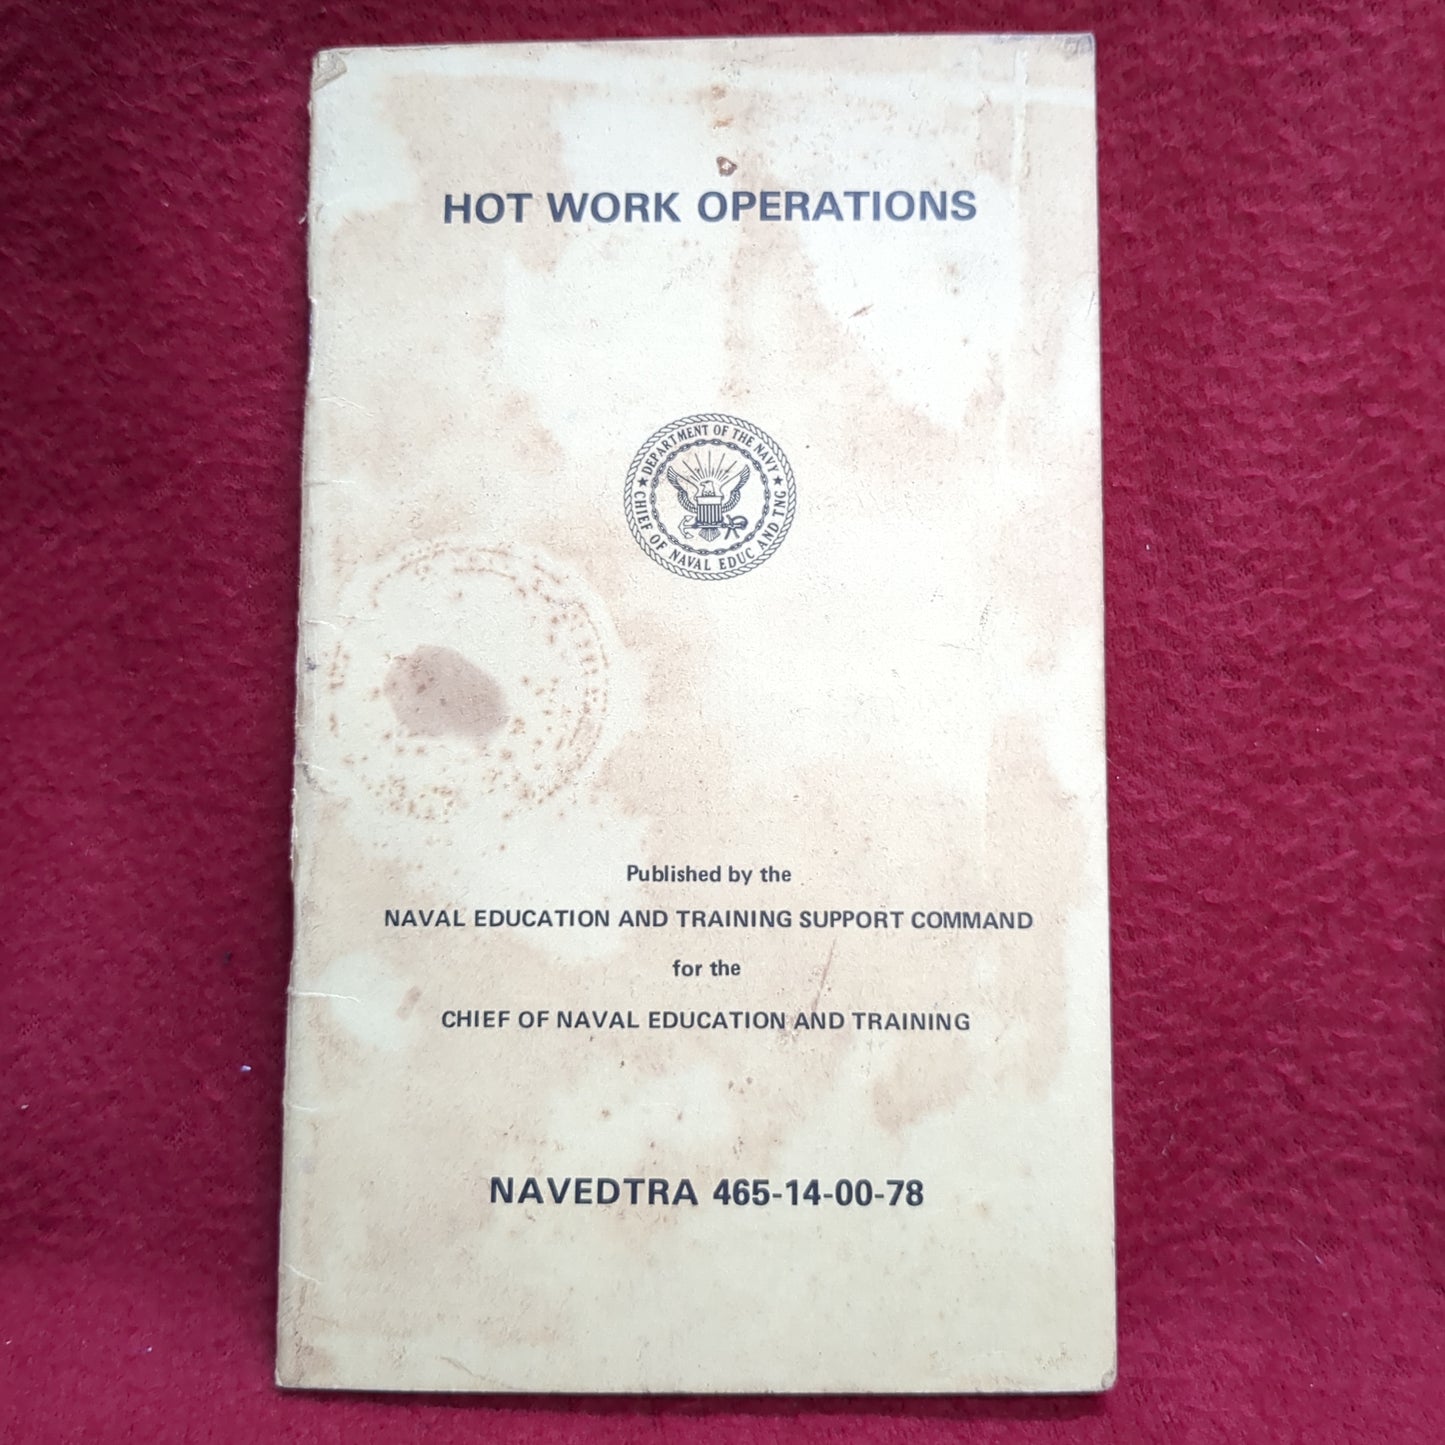 HOT WORK OPERATIONS
DEPARTMENT OF THE NAVY
CHIEF OF NAVAL EDUC AND TNG
Published by the
NAVAL EDUCATION AND TRAINING SUPPORT COMMAND
for the
CHIEF OF NAVAL EDUCATION AND TRAINING
NAVEDTRA 465-14-00-78